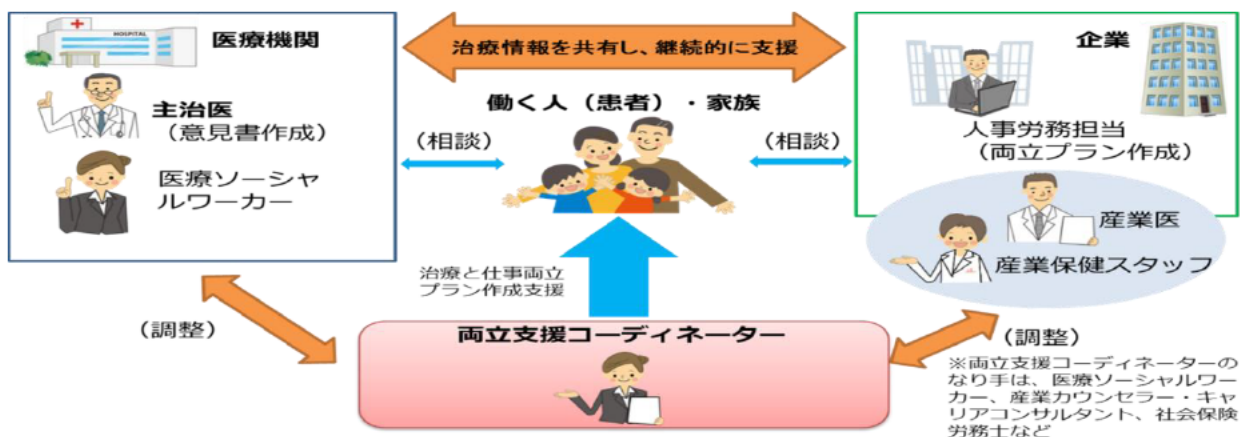 HOSPITAL
医療機関
主治医
（意見書作成）
医療ソーシャ
ルワーカー
治療情報を共有し、継続的に支援
働く人（患者）・家族
（相談）
（相談）
企業
人事労務担当
（両立プラン作成）
産業医
産業保健スタッフ
治療と仕事両立
プラン作成支援
（調整）
両立支援コーディネーター
（調整）
※両立支援コーディネーターの
なり手は、医療ソーシャルワー
カー、産業カウンセラー・キャ
リアコンサルタント、社会保険
労務士など